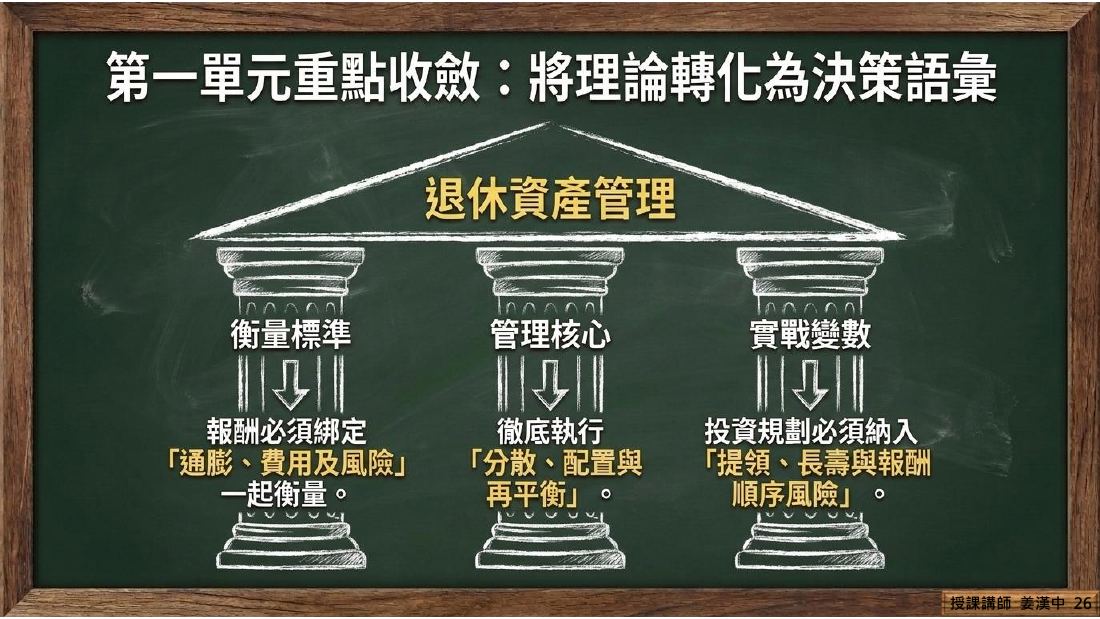 第一單元重點收斂：將理論轉化為決策語彙
退休資產管理
衡量標準
報酬必須綁定
「通膨、費用及風險」
一起衡量。
管理核心
徹底執行
「分散、配置與
再平衡」。
實戰變數
投資規劃必須納入
「提領、長壽與報酬
順序風險」。
授課講師 姜漢中 26